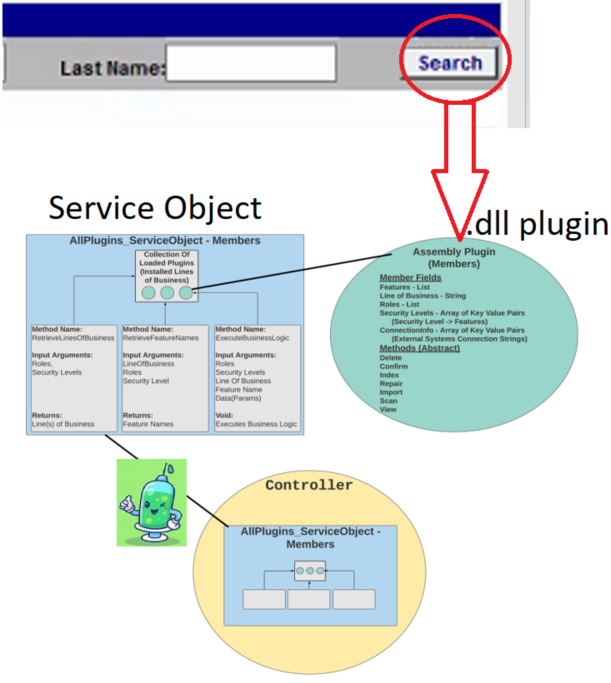 Last Name:
Search
Service Object
.dll plugin
AllPlugins_ServiceObject - Members
Collection Of
Loaded Plugins
(Installed Lines
of Business)
Method Name:
RetrieveLinesOfBusiness
Input Arguments:
Roles,
Security Levels
Returns:
Line(s) of Business
Method Name:
RetrieveFeatureNames
Input Arguments:
LineOfBusiness
Roles
Security Level
Returns:
Feature Names
Method Name:
ExecuteBusinessLogic
Input Arguments:
Roles
Security Levels
Line Of Business
Feature Name
Data(Params)
Void:
Executes Business Logic
Assembly Plugin
(Members)
Member Fields
Features - List
Line of Business - String
Roles - List
Security Levels - Array of Key Value Pairs
(Security Level -> Features)
ConnectionInfo - Array of Key Value Pairs
(External Systems Connection Strings)
Methods (Abstract)
Delete
Confirm
Index
Repair
Import
Scan
View
Controller
AllPlugins_ServiceObject -
Members